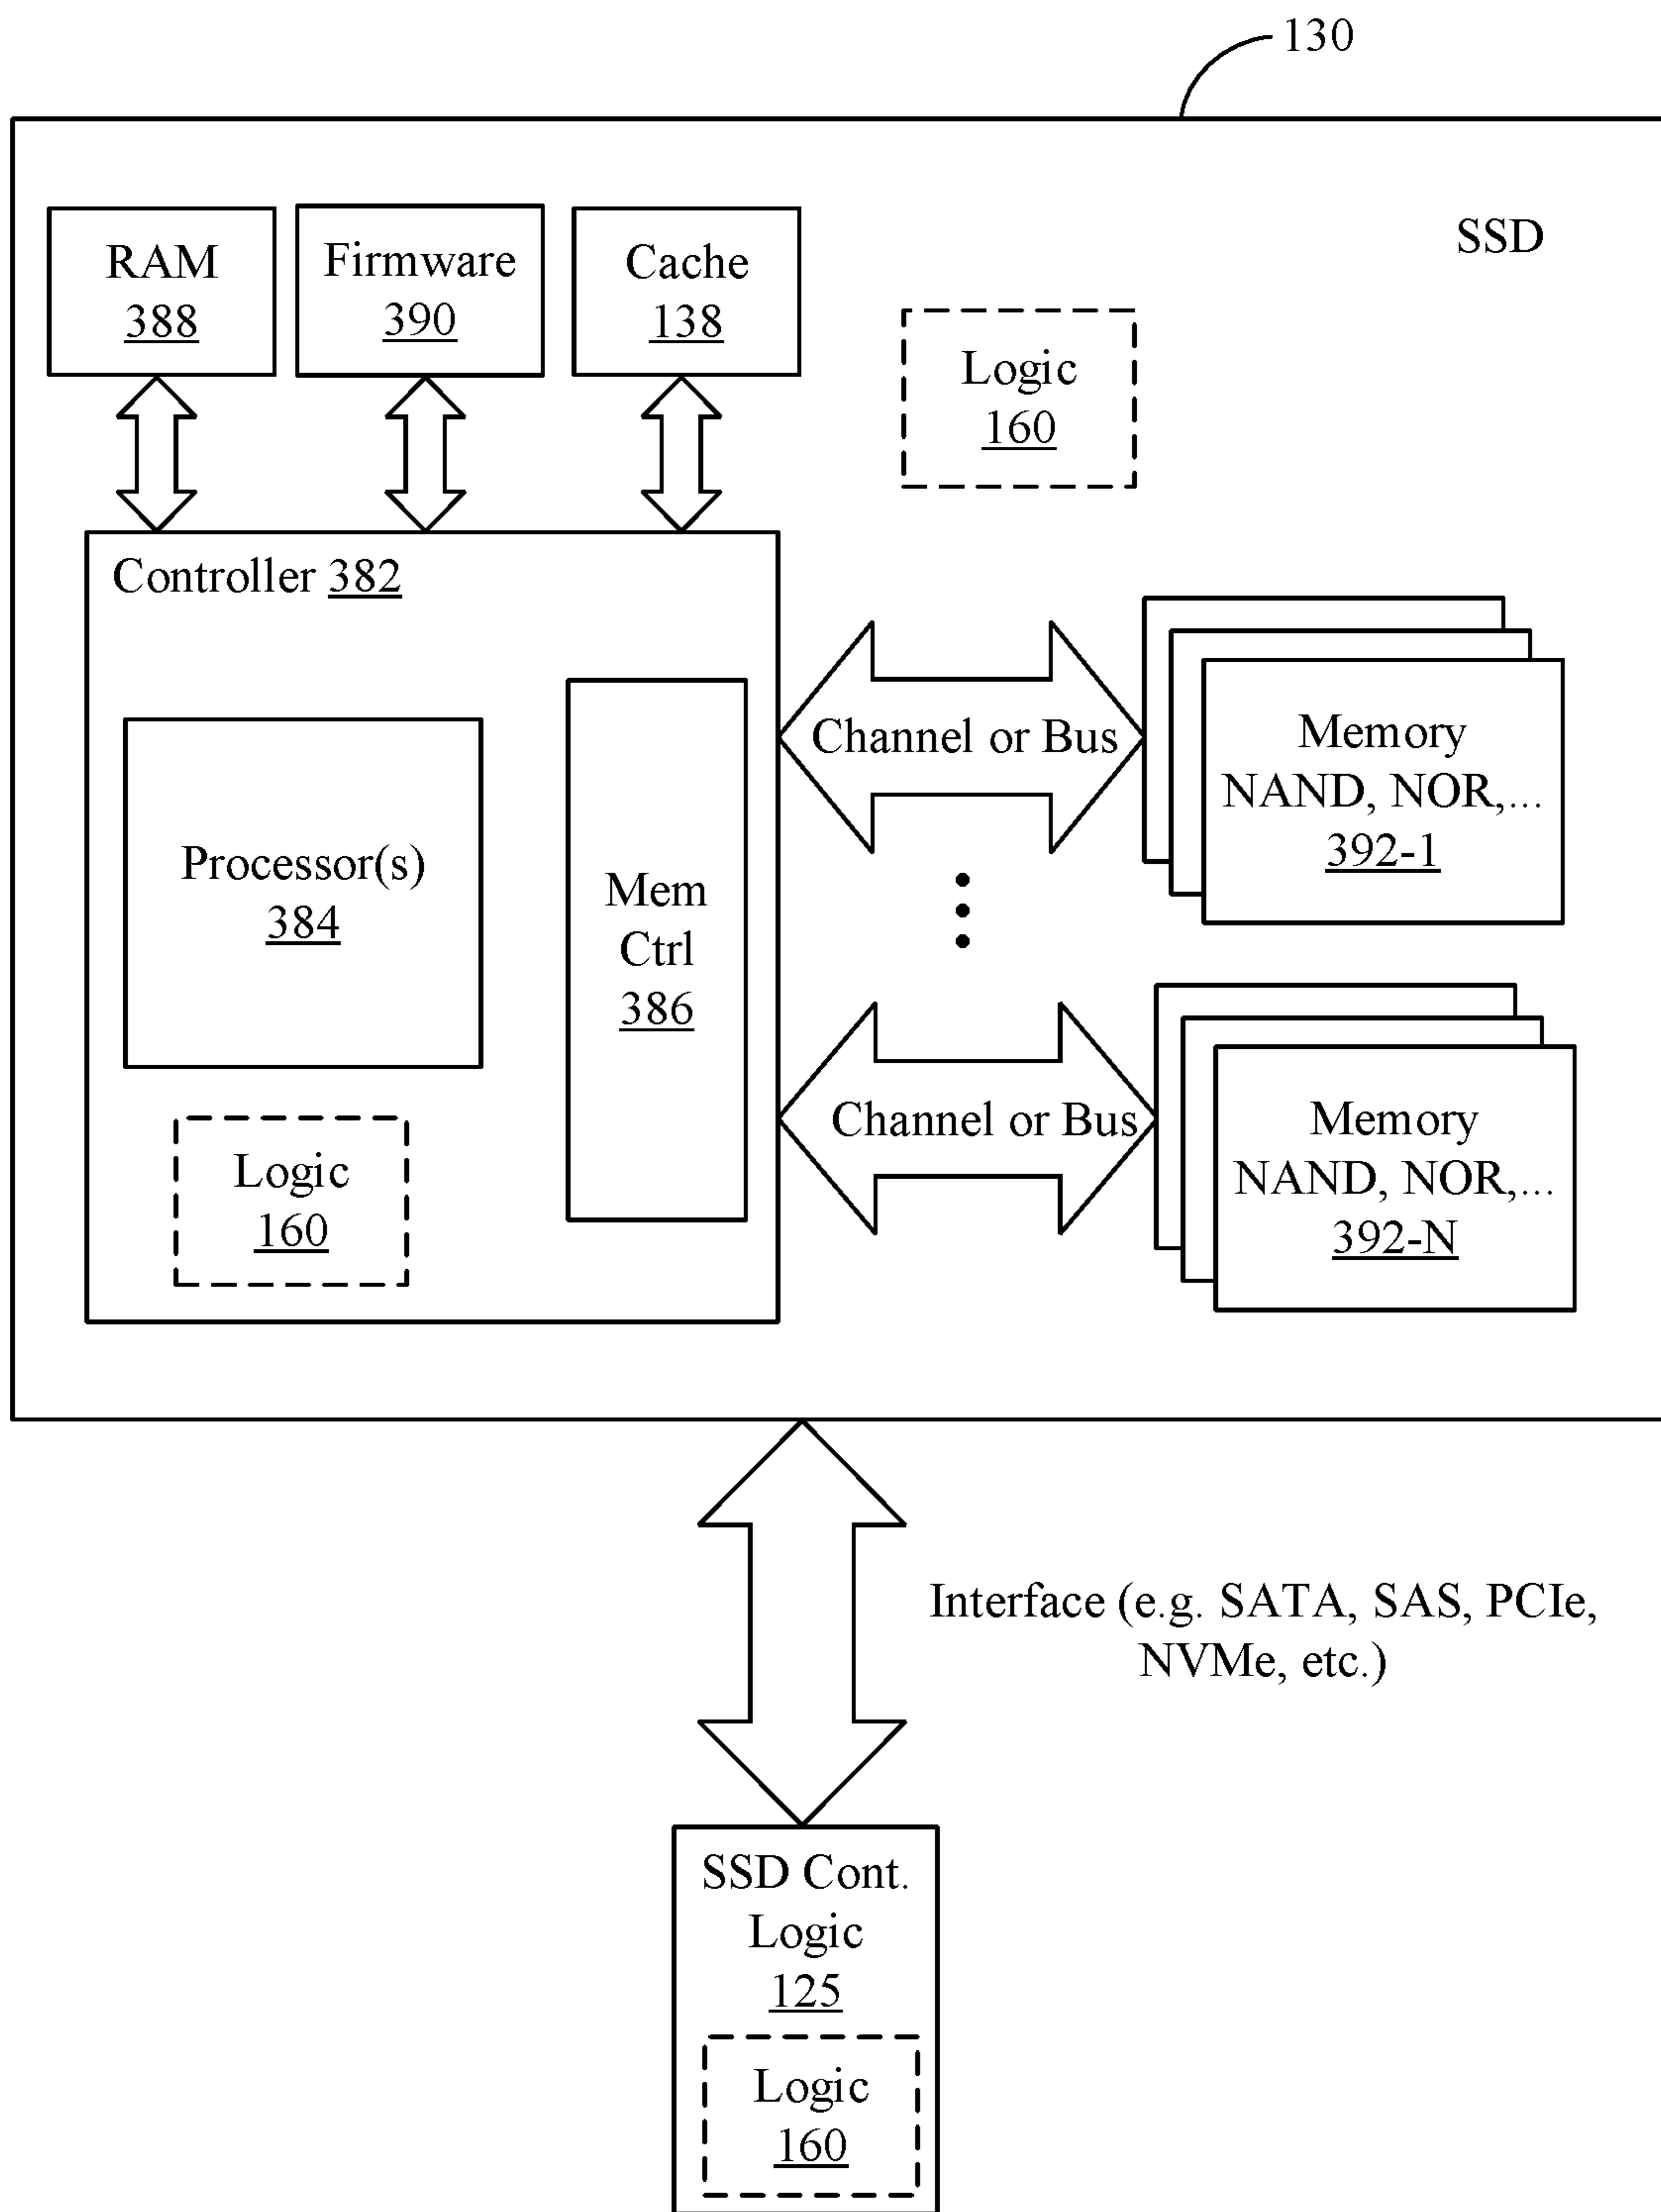 130
SSD
RAM
388
Firmware
390
Cache
138
Logic
160
Controller 382
Processor(s)
384
Mem
Ctrl
386
Logic
160
Channel or Bus
Memory
NAND, NOR,...
392-1
Channel or Bus
Memory
NAND, NOR,...
392-N
Interface (e.g. SATA, SAS, PCIe,
NVMe, etc.)
SSD Cont.
Logic
125
Logic
160